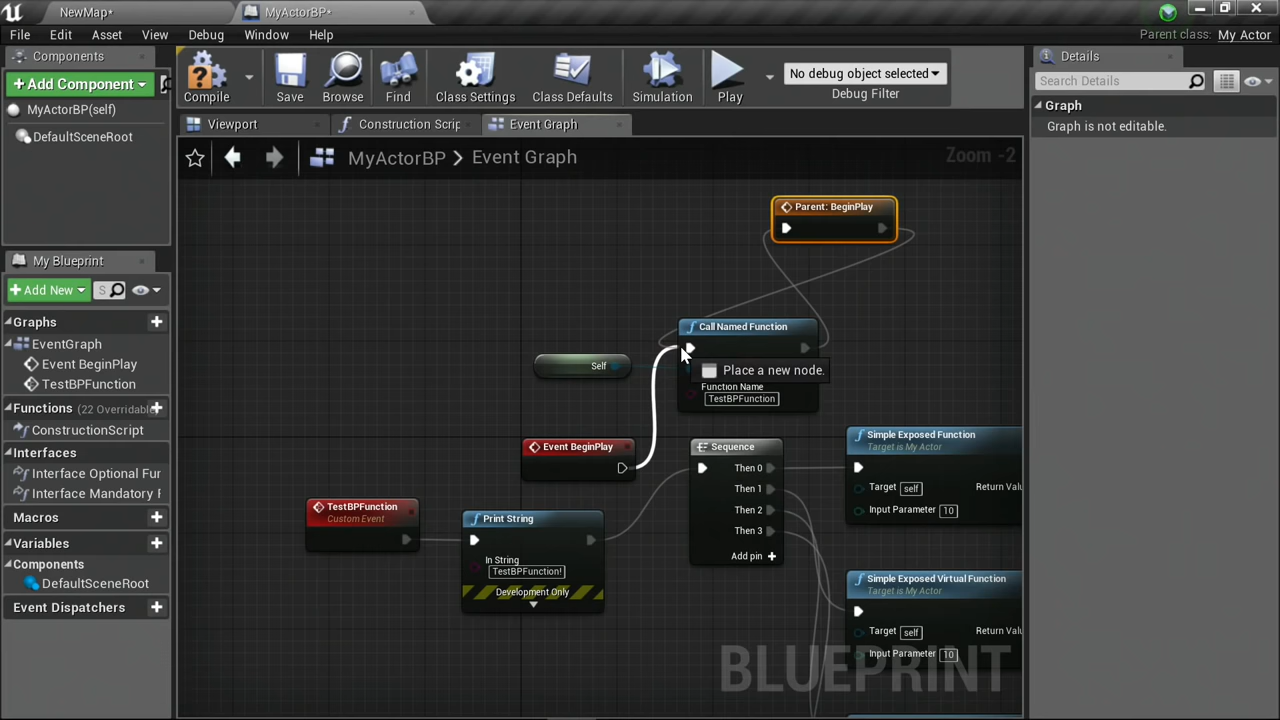 NewMap*
MyActorBP*
File Edit Asset View Debug Window Help
Parent class: My Actor
Components
Add Component
MyActorBP(self)
DefaultSceneRoot
Compile
Save
Browse
Find
Class Settings
Class Defaults
Simulation
Play
No debug object selected
Debug Filter
Details
Search Details
Graph
Graph is not editable.
Viewport
Construction Scrip
Event Graph
MyActorBP > Event Graph
Zoom -2
My Blueprint
Add New
S
Graphs
EventGraph
Event BeginPlay
TestBPFunction
Functions (22 Overridabl
ConstructionScript
Interfaces
Interface Optional Fur
Interface Mandatory F
Macros
Variables
Components
DefaultSceneRoot
Event Dispatchers
Parent: BeginPlay
Call Named Function
Self
Place a new node.
Function Name
TestBPFunction
Event BeginPlay
Sequence
Then 0
Then 1
Then 2
Then 3
Add pin
Simple Exposed Function
Target is My Actor
Target self
Return Valu
Input Parameter 10
TestBPFunction
Custom Event
Print String
In String
TestBPFunction!
Development Only
Simple Exposed Virtual Function
Target is My Actor
Target self
Return Valu
Input Parameter 10
BLUEPRINT